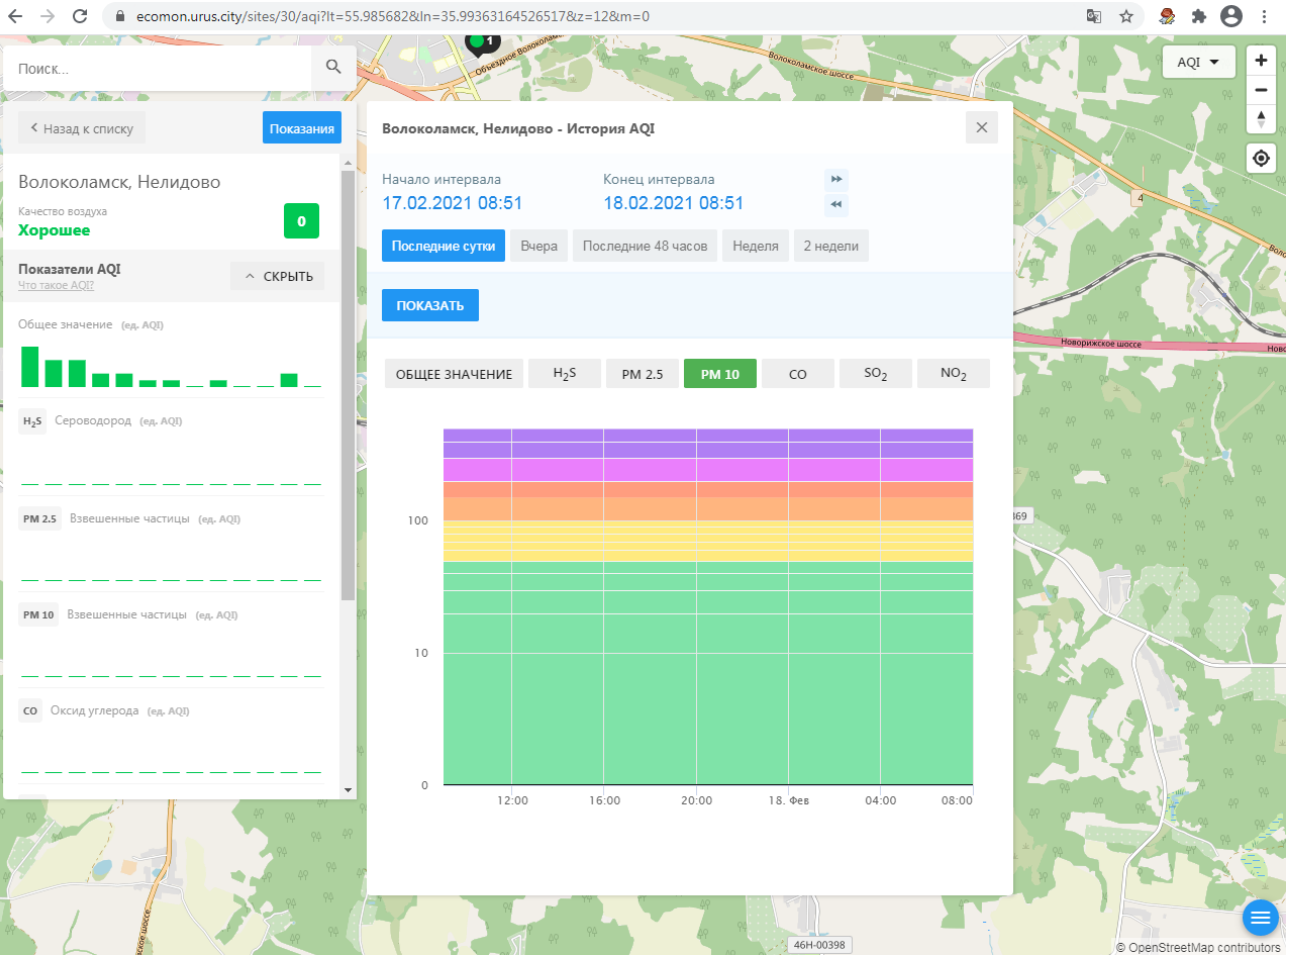 ecomon.urus.city/sites/30/aqi?lt=55.985682&ln=35.99363164526517&z=12&m=0
1
Объездное Волоколамск
Волоколамское шоссе
Поиск...
AQI
+
−
Назад к списку
Показания
Волоколамск, Нелидово - История AQI
Волоколамск, Нелидово
Качество воздуха
Хорошее
0
Начало интервала
Конец интервала
17.02.2021 08:51
18.02.2021 08:51
Последние сутки
Вчера
Последние 48 часов
Неделя
2 недели
Показатели AQI
Что такое AQI?
СКРЫТЬ
ПОКАЗАТЬ
4
Новорижское шоссе
Общее значение (ед. AQI)
ОБЩЕЕ ЗНАЧЕНИЕ
H2S
PM 2.5
PM 10
CO
SO2
NO2
H2S Сероводород (ед. AQI)
PM 2.5 Взвешенные частицы (ед. AQI)
PM 10 Взвешенные частицы (ед. AQI)
CO Оксид углерода (ед. AQI)
100
10
0
12:00
16:00
20:00
18. Фев
04:00
08:00
369
46Н-00398
© OpenStreetMap contributors